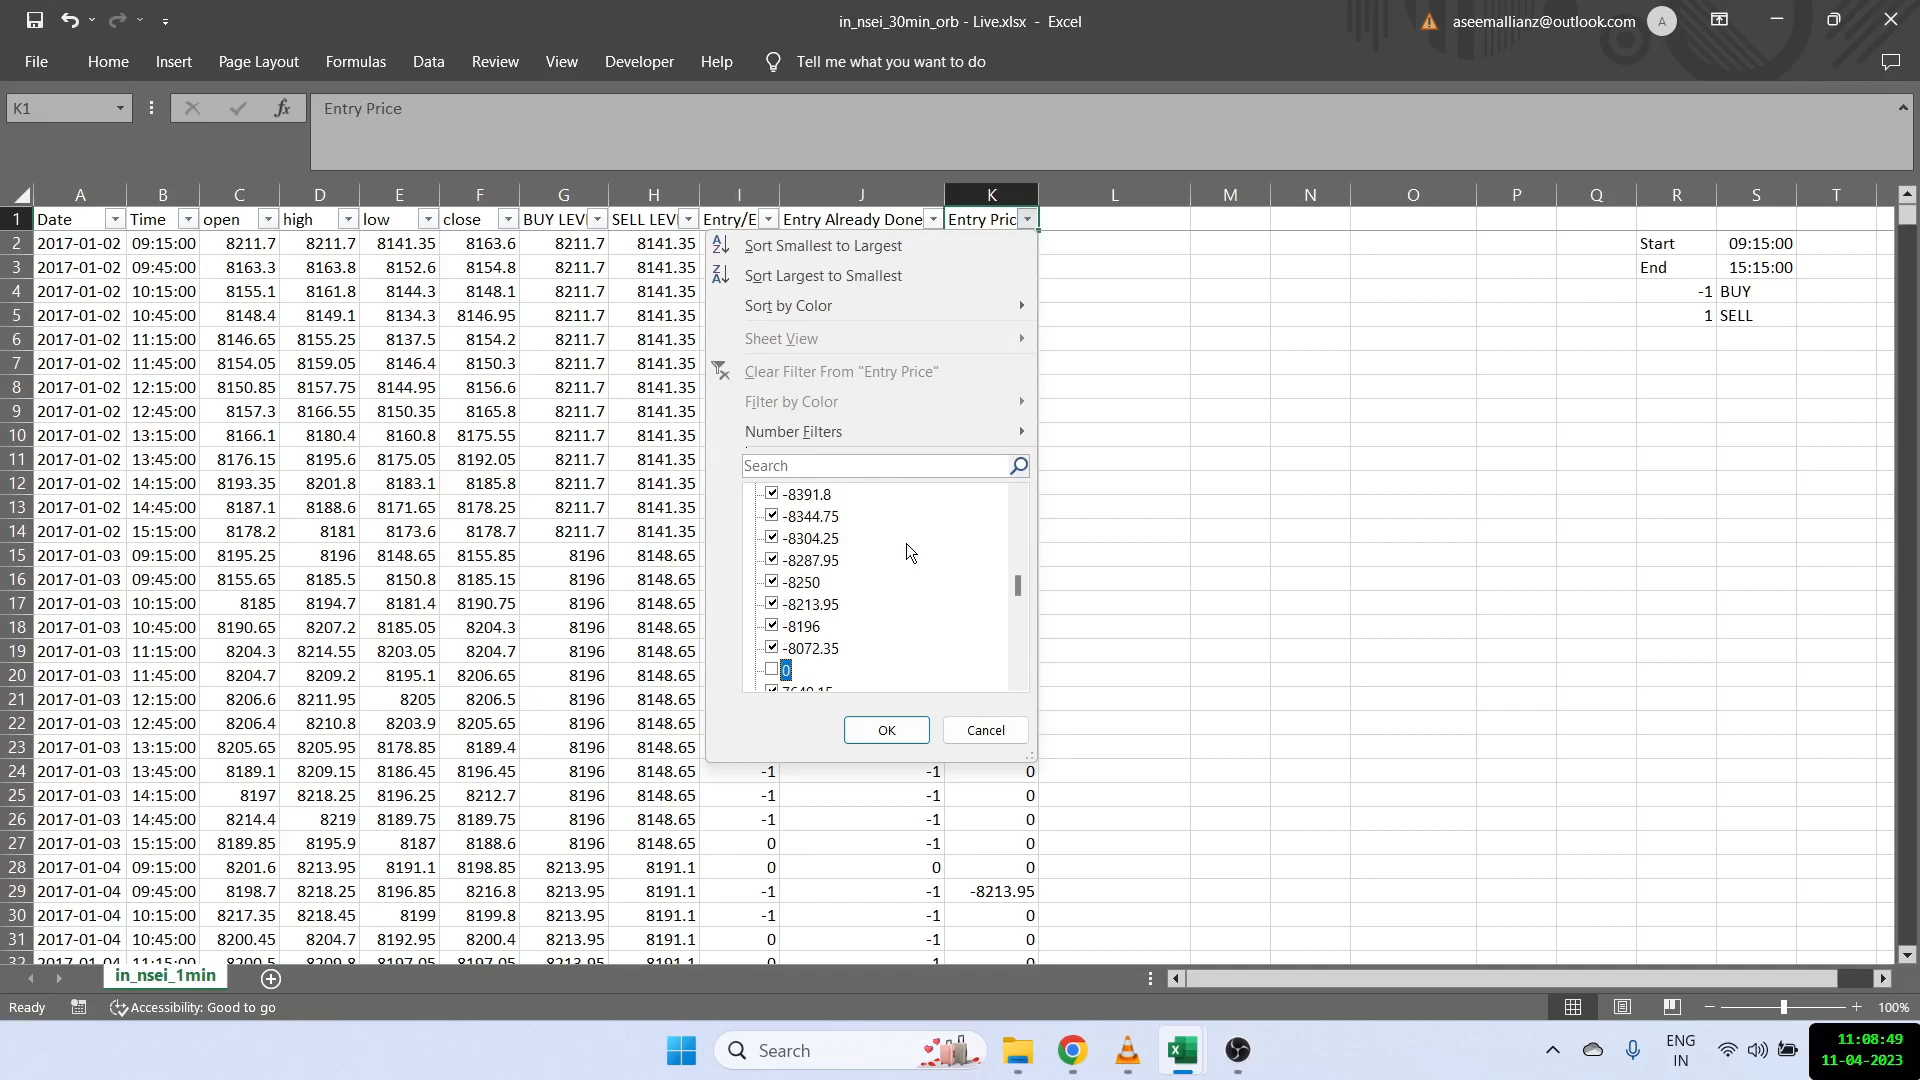 in_nsei_30min_orb - Live.xlsx - Excel
aseemallianz@outlook.com A
File Home Insert Page Layout Formulas Data Review View Developer Help Tell me what you want to do
K1 fx Entry Price
A B C D E F G H I J K L M N O P Q R S T
1 Date Time open high low close BUY LEV SELL LEV Entry/E Entry Already Done Entry Pric
2 2017-01-02 09:15:00 8211.7 8211.7 8141.35 8163.6 8211.7 8141.35 Start 09:15:00
3 2017-01-02 09:45:00 8163.3 8163.8 8152.6 8154.8 8211.7 8141.35 End 15:15:00
4 2017-01-02 10:15:00 8155.1 8161.8 8144.3 8148.1 8211.7 8141.35 -1 BUY
5 2017-01-02 10:45:00 8148.4 8149.1 8134.3 8146.95 8211.7 8141.35 1 SELL
6 2017-01-02 11:15:00 8146.65 8155.25 8137.5 8154.2 8211.7 8141.35
7 2017-01-02 11:45:00 8154.05 8159.05 8146.4 8150.3 8211.7 8141.35
8 2017-01-02 12:15:00 8150.85 8157.75 8144.95 8156.6 8211.7 8141.35
9 2017-01-02 12:45:00 8157.3 8166.55 8150.35 8165.8 8211.7 8141.35
10 2017-01-02 13:15:00 8166.1 8180.4 8160.8 8175.55 8211.7 8141.35
11 2017-01-02 13:45:00 8176.15 8195.6 8175.05 8192.05 8211.7 8141.35
12 2017-01-02 14:15:00 8193.35 8201.8 8183.1 8185.8 8211.7 8141.35
13 2017-01-02 14:45:00 8187.1 8188.6 8171.65 8178.25 8211.7 8141.35
14 2017-01-02 15:15:00 8178.2 8181 8173.6 8178.7 8211.7 8141.35
15 2017-01-03 09:15:00 8195.25 8196 8148.65 8155.85 8196 8148.65
16 2017-01-03 09:45:00 8155.65 8185.5 8150.8 8185.15 8196 8148.65
17 2017-01-03 10:15:00 8185 8194.7 8181.4 8190.75 8196 8148.65
18 2017-01-03 10:45:00 8190.65 8207.2 8185.05 8204.3 8196 8148.65
19 2017-01-03 11:15:00 8204.3 8214.55 8203.05 8204.7 8196 8148.65
20 2017-01-03 11:45:00 8204.7 8209.2 8195.1 8206.65 8196 8148.65
21 2017-01-03 12:15:00 8206.6 8211.95 8205 8206.5 8196 8148.65
22 2017-01-03 12:45:00 8206.4 8210.8 8203.9 8205.65 8196 8148.65
23 2017-01-03 13:15:00 8205.65 8205.95 8178.85 8189.4 8196 8148.65
24 2017-01-03 13:45:00 8189.1 8209.15 8186.45 8196.45 8196 8148.65 -1 -1 0
25 2017-01-03 14:15:00 8197 8218.25 8196.25 8212.7 8196 8148.65 -1 -1 0
26 2017-01-03 14:45:00 8214.4 8219 8189.75 8189.75 8196 8148.65 -1 -1 0
27 2017-01-03 15:15:00 8189.85 8195.9 8187 8188.6 8196 8148.65 0 -1 0
28 2017-01-04 09:15:00 8201.6 8213.95 8191.1 8198.85 8213.95 8191.1 0 0 0
29 2017-01-04 09:45:00 8198.7 8218.25 8196.85 8216.8 8213.95 8191.1 -1 -1 -8213.95
30 2017-01-04 10:15:00 8217.35 8218.45 8199 8199.8 8213.95 8191.1 -1 -1 0
31 2017-01-04 10:45:00 8200.45 8204.7 8192.95 8200.4 8213.95 8191.1 0 -1 0
Sort Smallest to Largest
Sort Largest to Smallest
Sort by Color
Sheet View
Clear Filter From "Entry Price"
Filter by Color
Number Filters
Search
-8391.8
-8344.75
-8304.25
-8287.95
-8250
-8213.95
-8196
-8072.35
0
OK Cancel
in_nsei_1min
Ready Accessibility: Good to go 100%
Search ENG
IN
11:08:49
11-04-2023